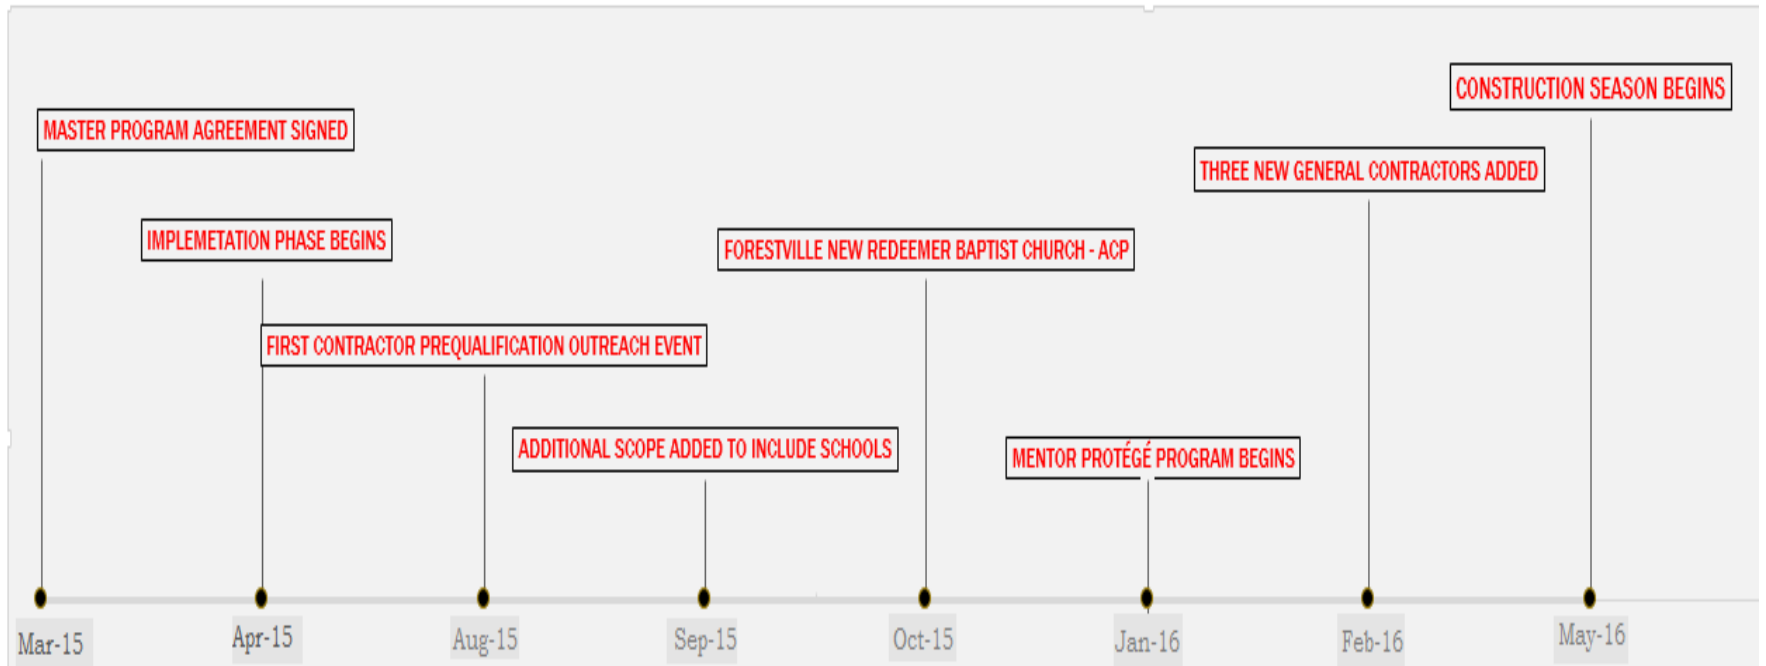 CONSTRUCTION SEASON BEGINS
MASTER PROGRAM AGREEMENT SIGNED
THREE NEW GENERAL CONTRACTORS ADDED
IMPLEMETATION PHASE BEGINS
FORESTVILLE NEW REDEEMER BAPTIST CHURCH - ACP
FIRST CONTRACTOR PREQUALIFICATION OUTREACH EVENT
ADDITIONAL SCOPE ADDED TO INCLUDE SCHOOLS
MENTOR PROTÉGÉ PROGRAM BEGINS
Mar-15
Apr-15
Aug-15
Sep-15
Oct-15
Jan-16
Feb-16
May-16